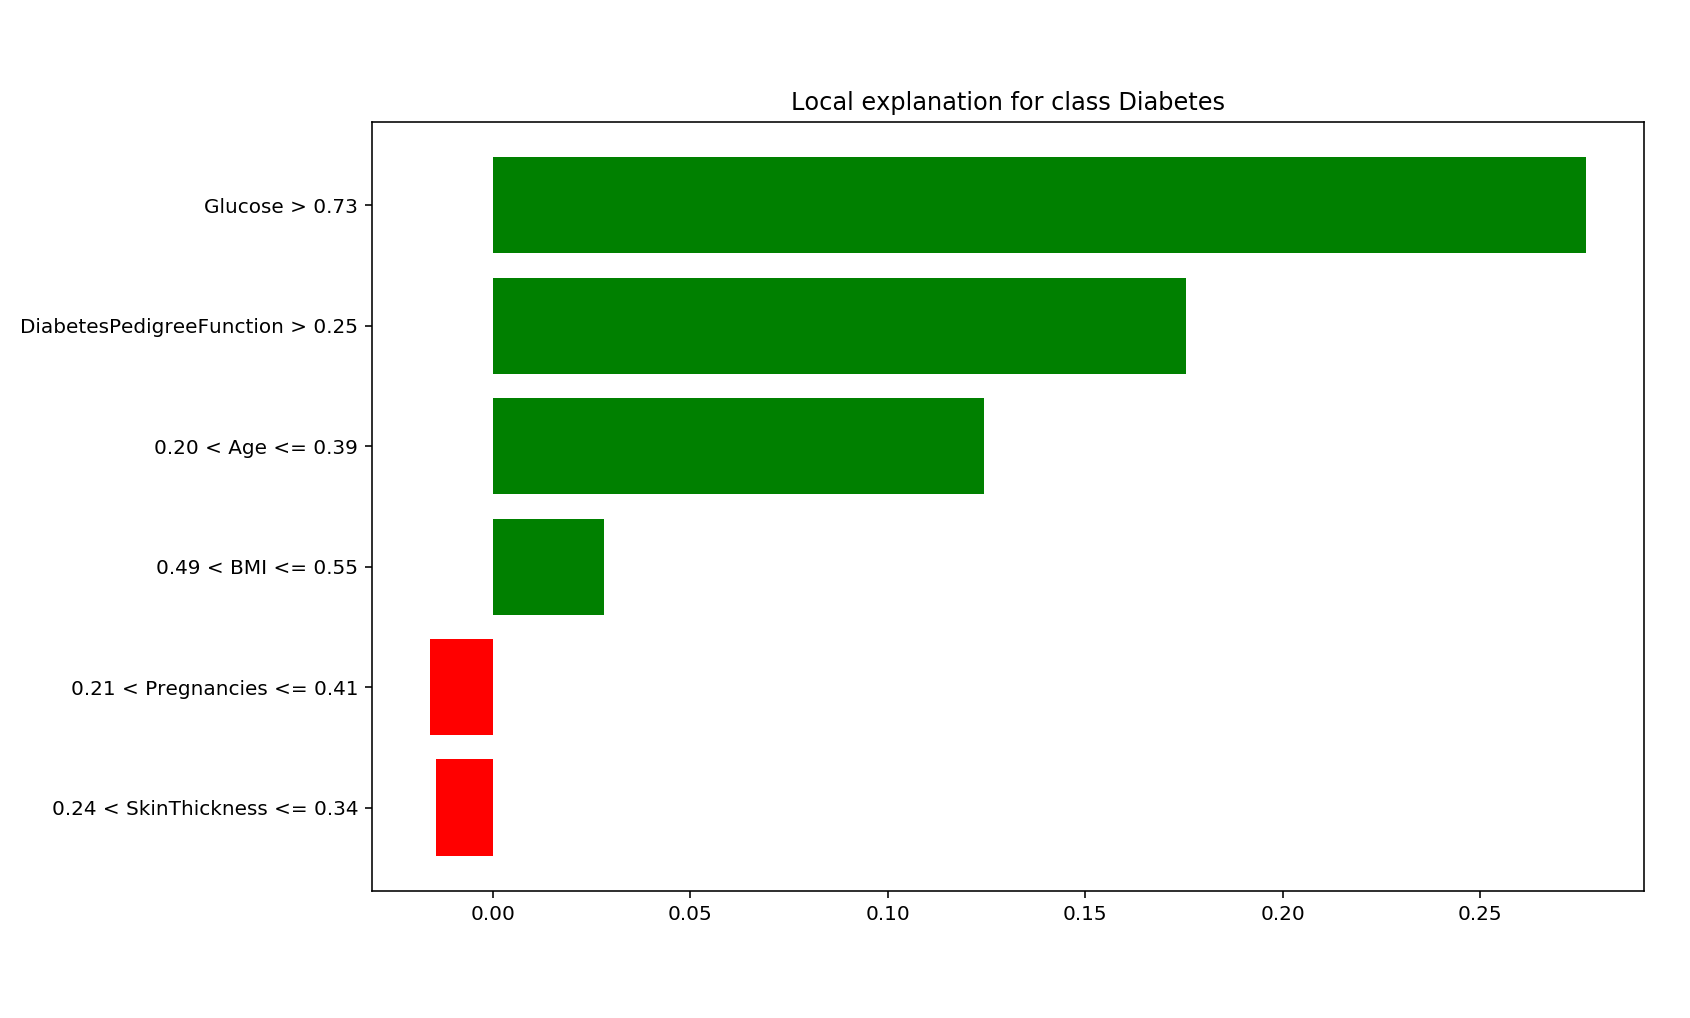 Local explanation for class Diabetes
Glucose > 0.73
DiabetesPedigreeFunction > 0.25
0.20 < Age <= 0.39
0.49 < BMI <= 0.55
0.21 < Pregnancies <= 0.41
0.24 < SkinThickness <= 0.34
0.00 0.05 0.10 0.15 0.20 0.25